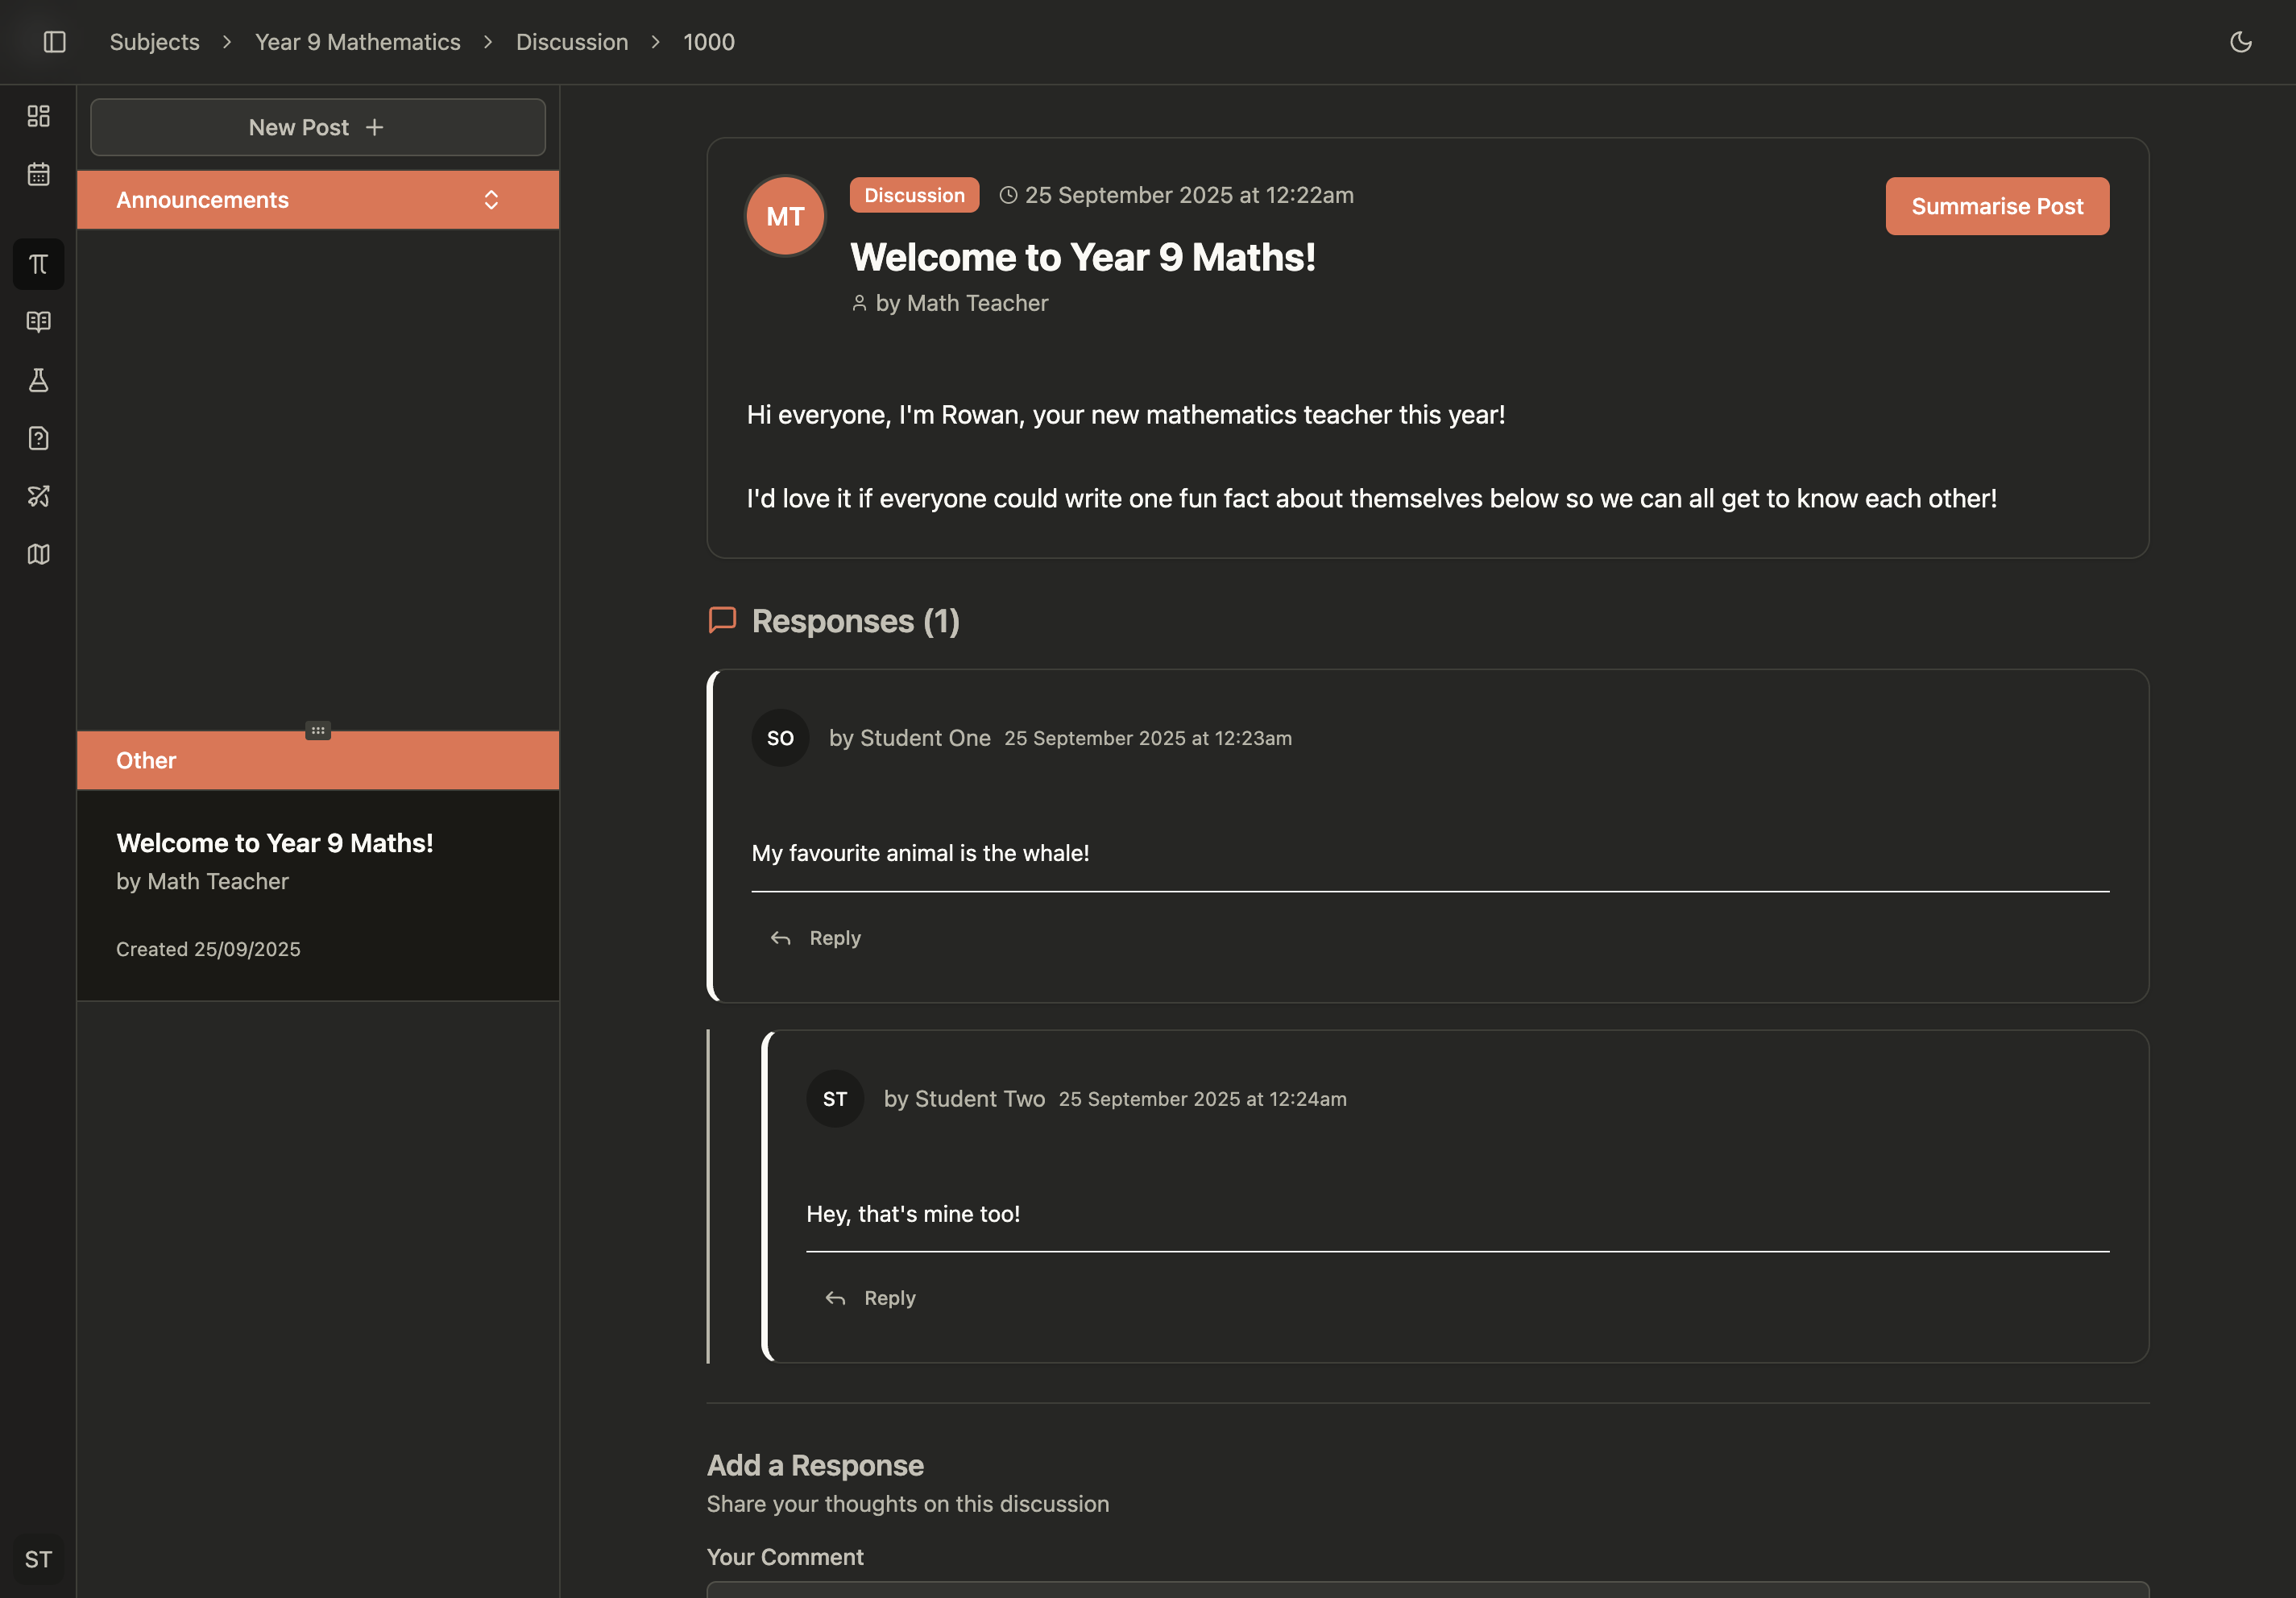 Subjects > Year 9 Mathematics > Discussion > 1000
New Post +
Announcements
Other
Welcome to Year 9 Maths!
by Math Teacher
Created 25/09/2025
ST
MT
Discussion 25 September 2025 at 12:22am
Summarise Post
Welcome to Year 9 Maths!
by Math Teacher
Hi everyone, I'm Rowan, your new mathematics teacher this year!
I'd love it if everyone could write one fun fact about themselves below so we can all get to know each other!
Responses (1)
SO by Student One 25 September 2025 at 12:23am
My favourite animal is the whale!
Reply
ST by Student Two 25 September 2025 at 12:24am
Hey, that's mine too!
Reply
Add a Response
Share your thoughts on this discussion
Your Comment